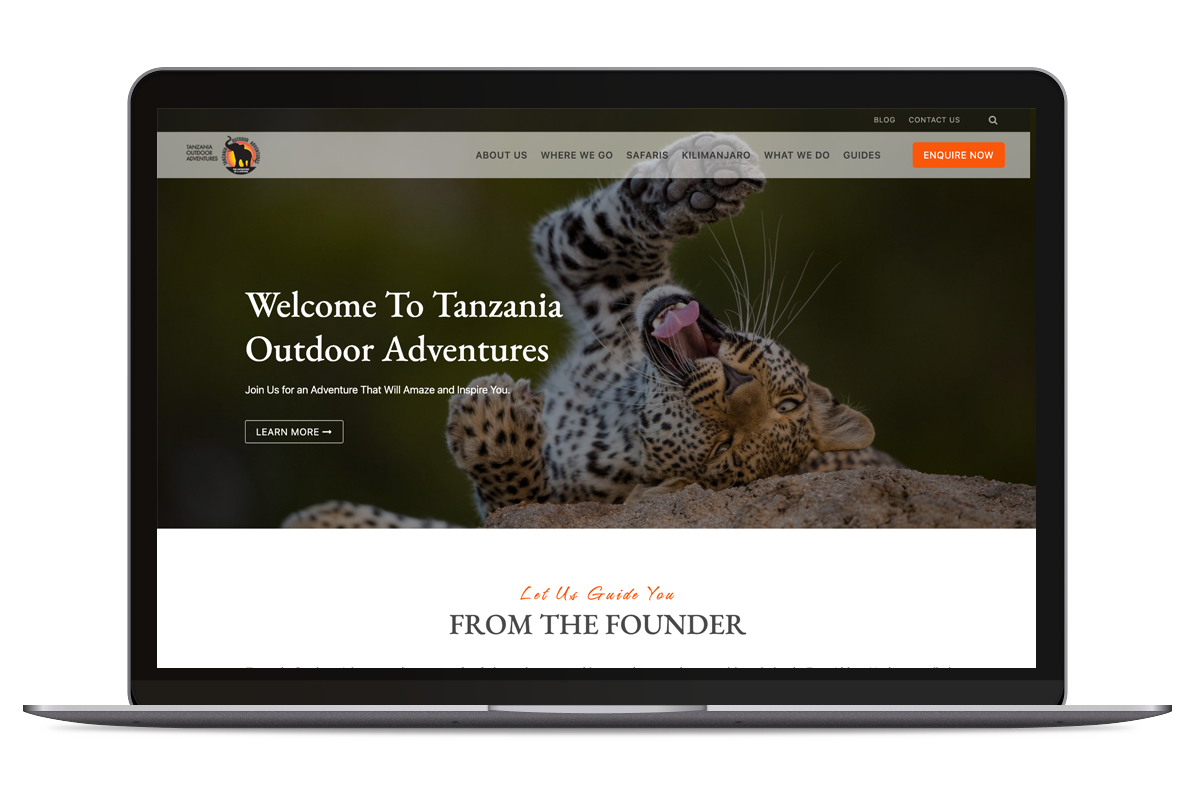 BLOG CONTACT US
TANZANIA
OUTDOOR
ADVENTURES
ABOUT US WHERE WE GO SAFARIS KILIMANJARO WHAT WE DO GUIDES ENQUIRE NOW
Welcome To Tanzania
Outdoor Adventures
Join Us for an Adventure That Will Amaze and Inspire You.
LEARN MORE
Let Us Guide You
FROM THE FOUNDER